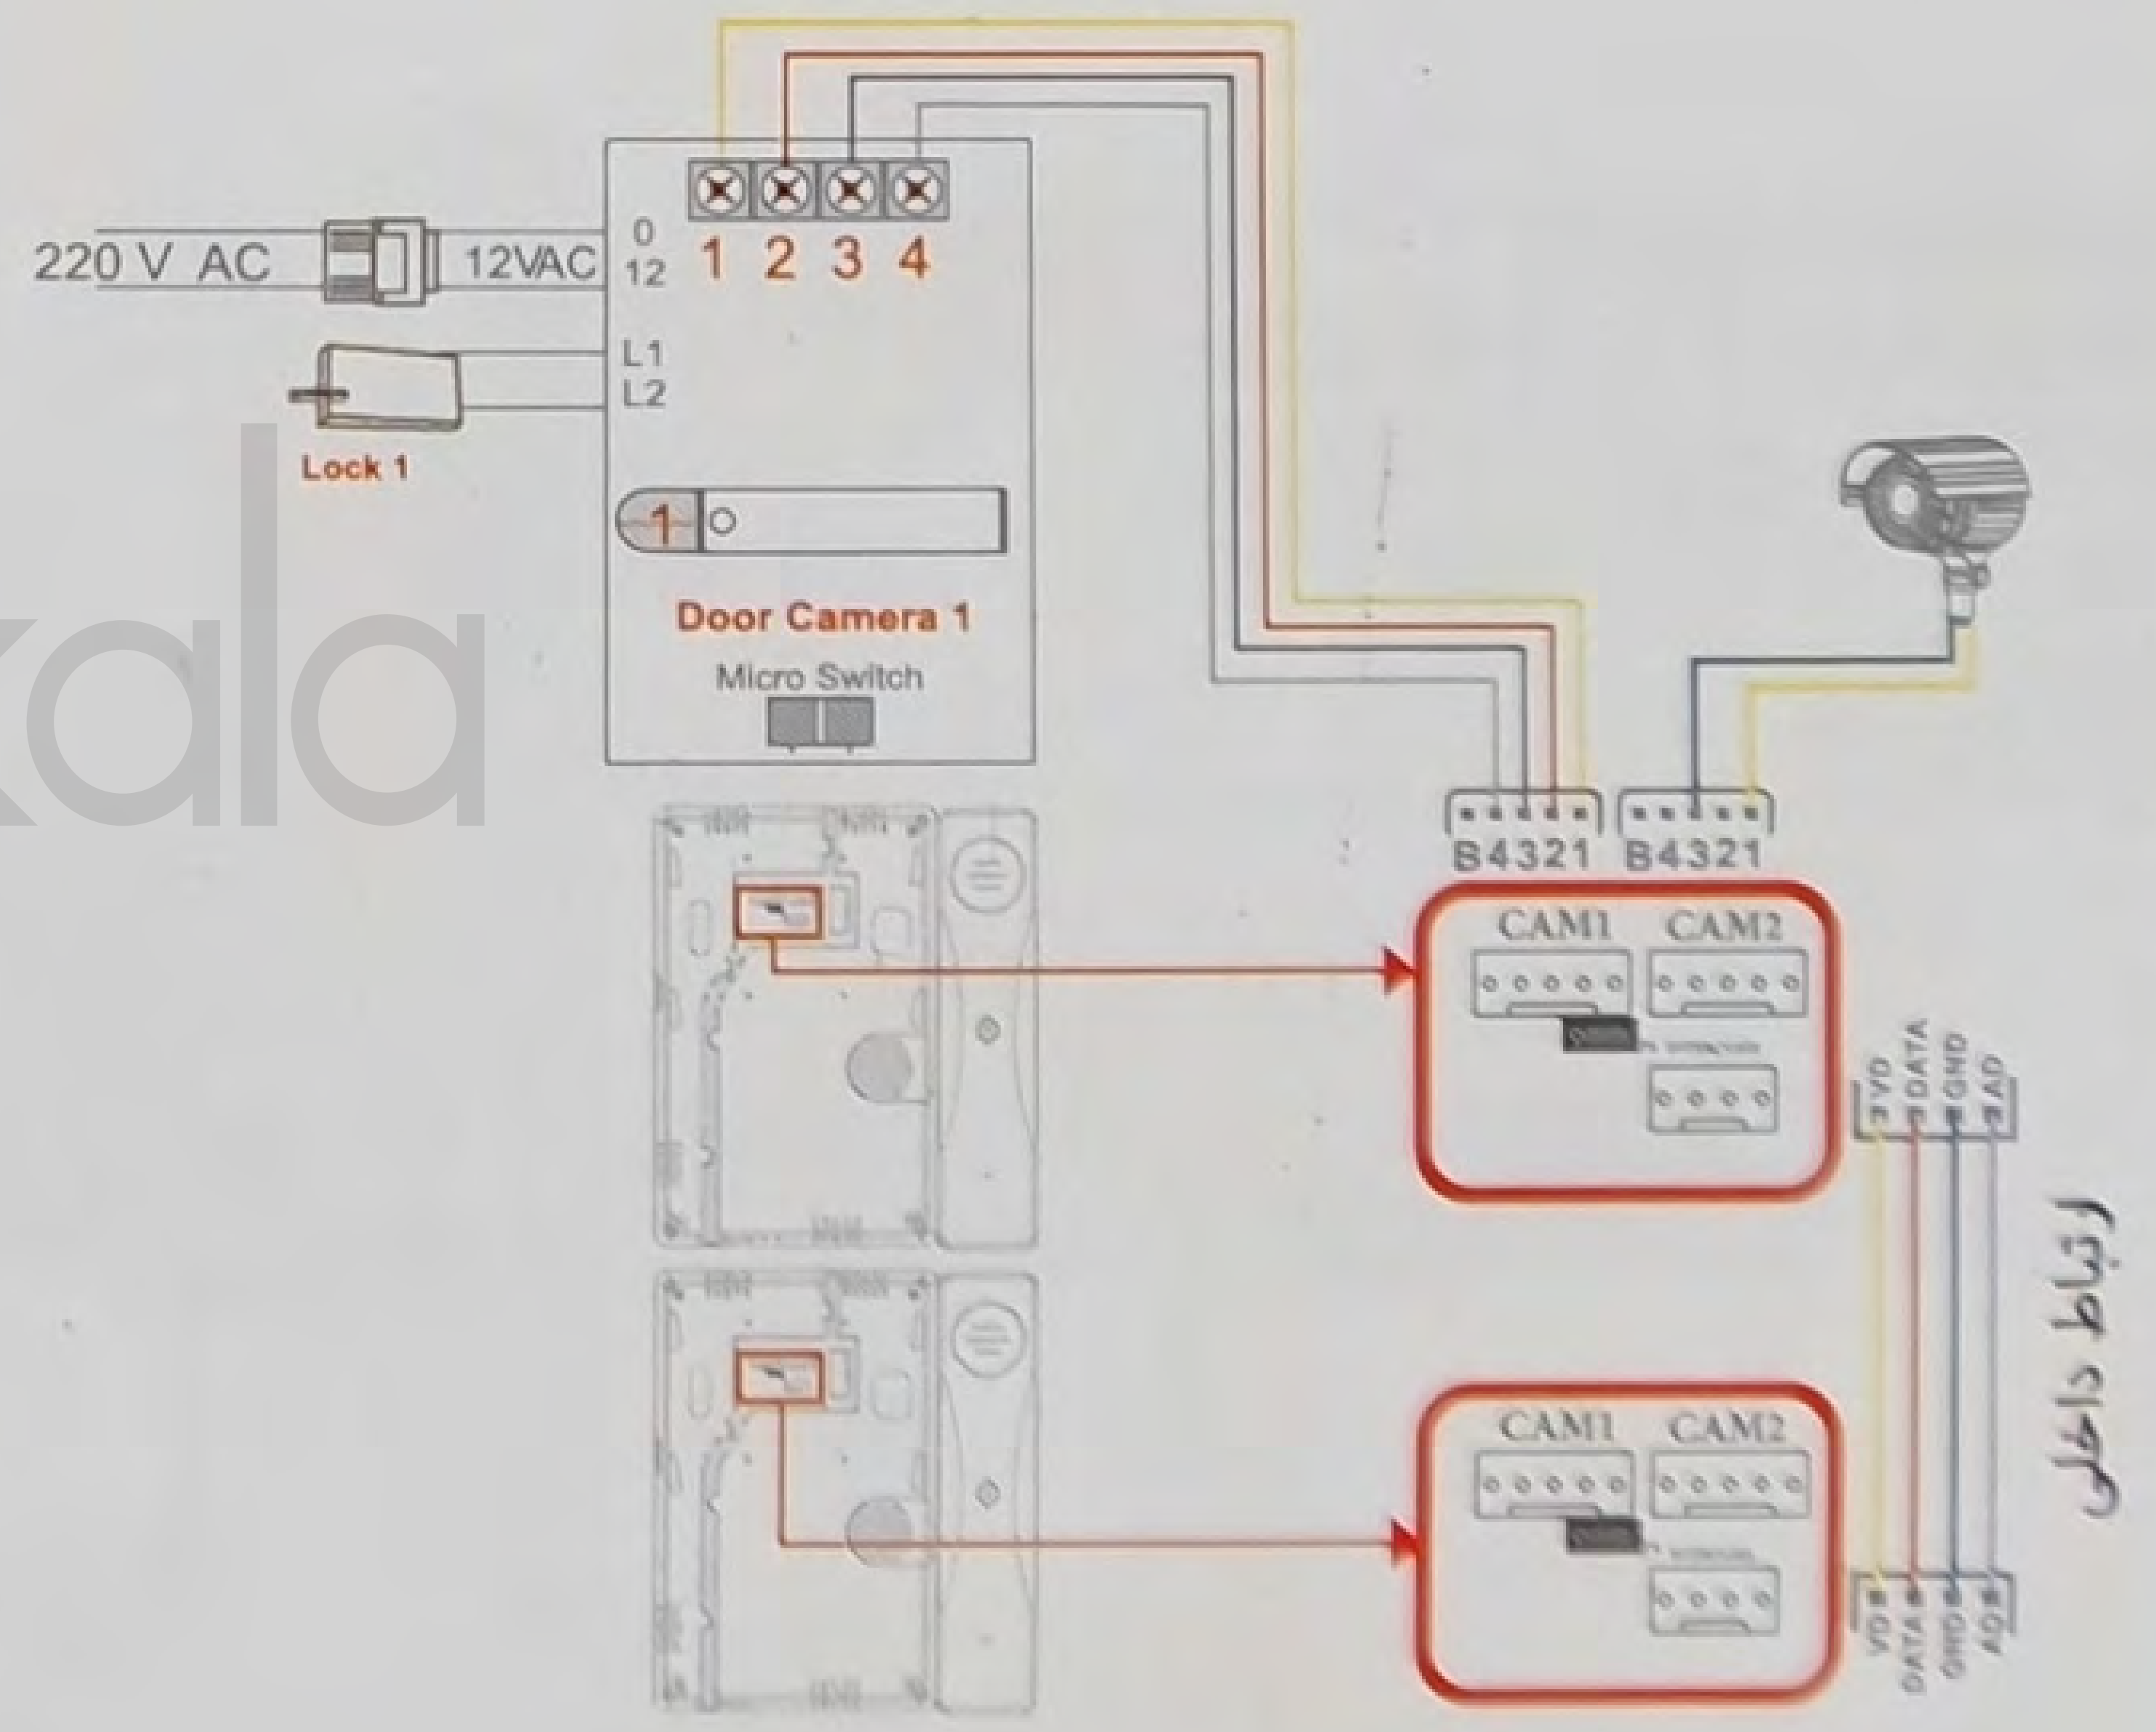 220 V AC
12VAC
0
12
1 2 3 4
L1
L2
Lock 1
1
Door Camera 1
Micro Switch
kala
B4321
B4321
CAM1
CAM2
VD
DATA
GND
AD
ارتباط داخلی
CAM1
CAM2
VD
DATA
GND
AD